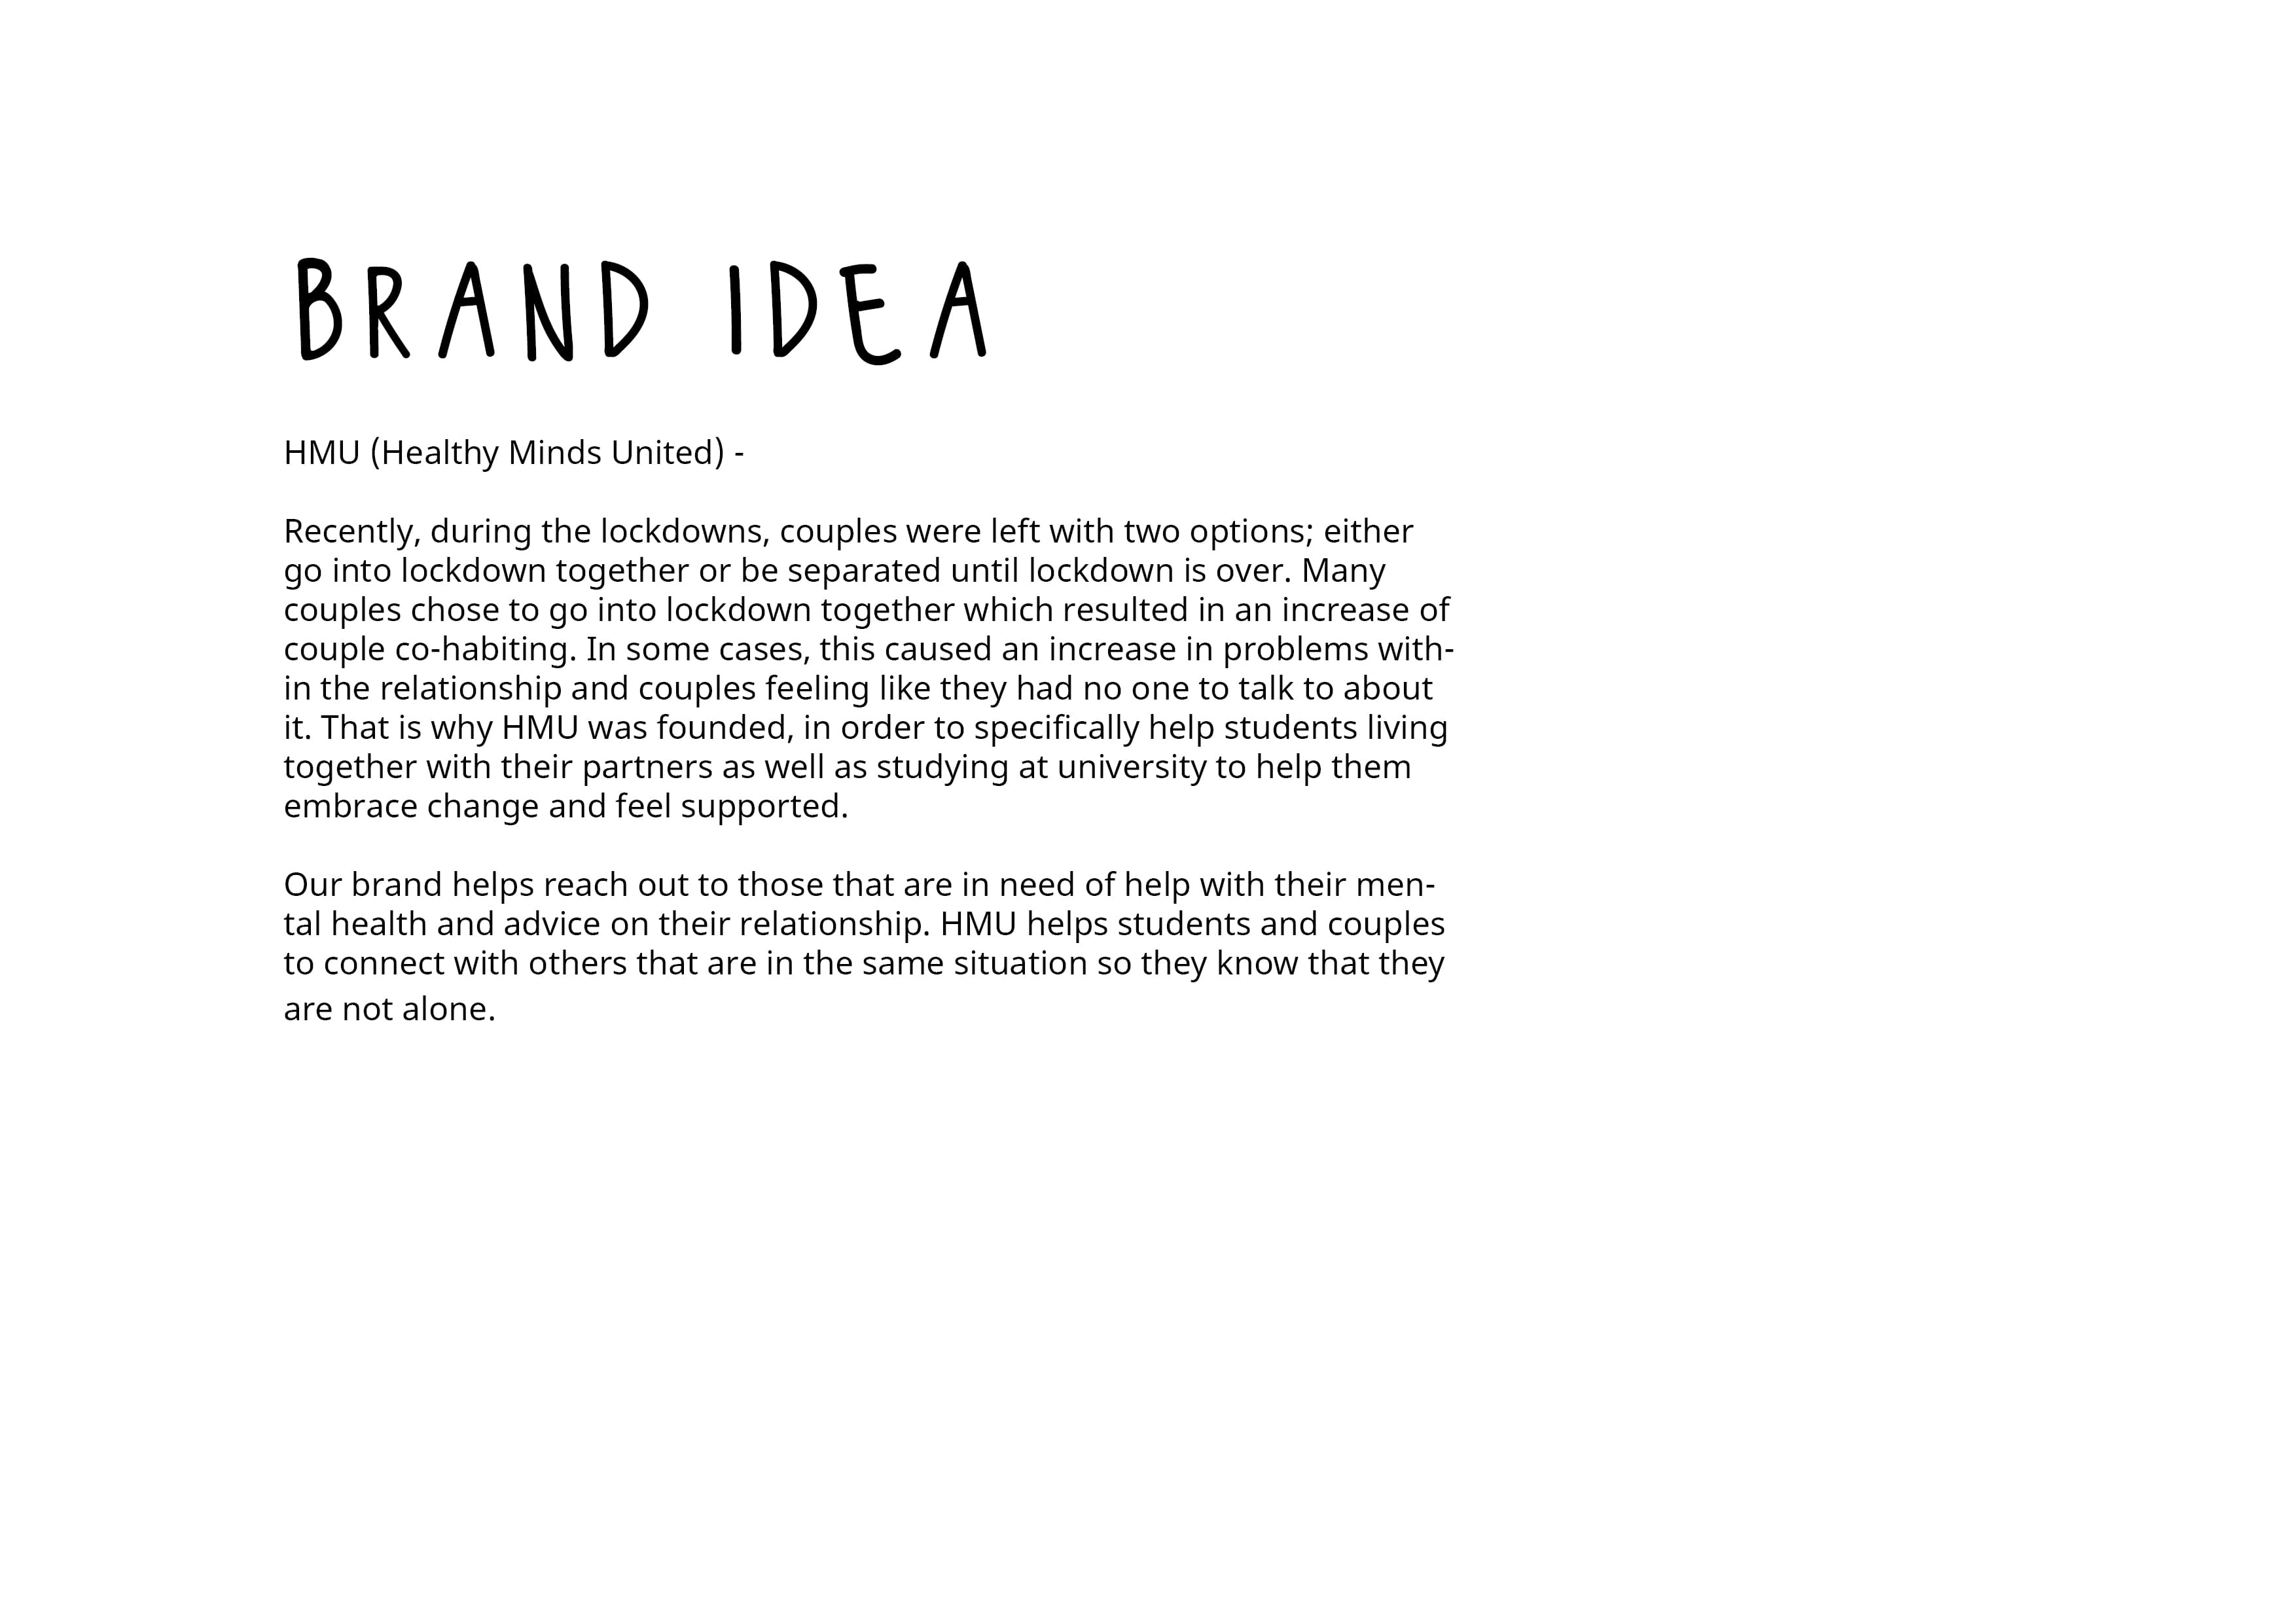 BRAND IDEA
HMU (Healthy Minds United) -
Recently, during the lockdowns, couples were left with two options; either
go into lockdown together or be separated until lockdown is over. Many
couples chose to go into lockdown together which resulted in an increase of
couple co-habiting. In some cases, this caused an increase in problems with-
in the relationship and couples feeling like they had no one to talk to about
it. That is why HMU was founded, in order to specifically help students living
together with their partners as well as studying at university to help them
embrace change and feel supported.
Our brand helps reach out to those that are in need of help with their men-
tal health and advice on their relationship. HMU helps students and couples
to connect with others that are in the same situation so they know that they
are not alone.